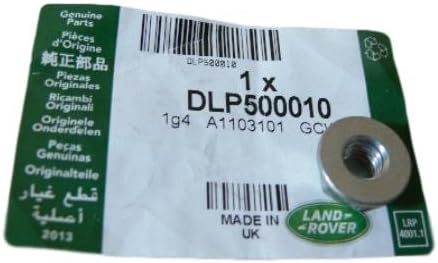 Genuine
Parts
Pièces
d'Origine
純正部品
Piezas
Originales
Ricambi
Originali
Originele
Onderdelen
Peças
Genuinas
Originalteile
قطع غيار
أصلية
2013
DLP500010
1 x
DLP500010
1g4 A1103101
MADE IN
UK
LAND
ROVER
LRP
4001.1